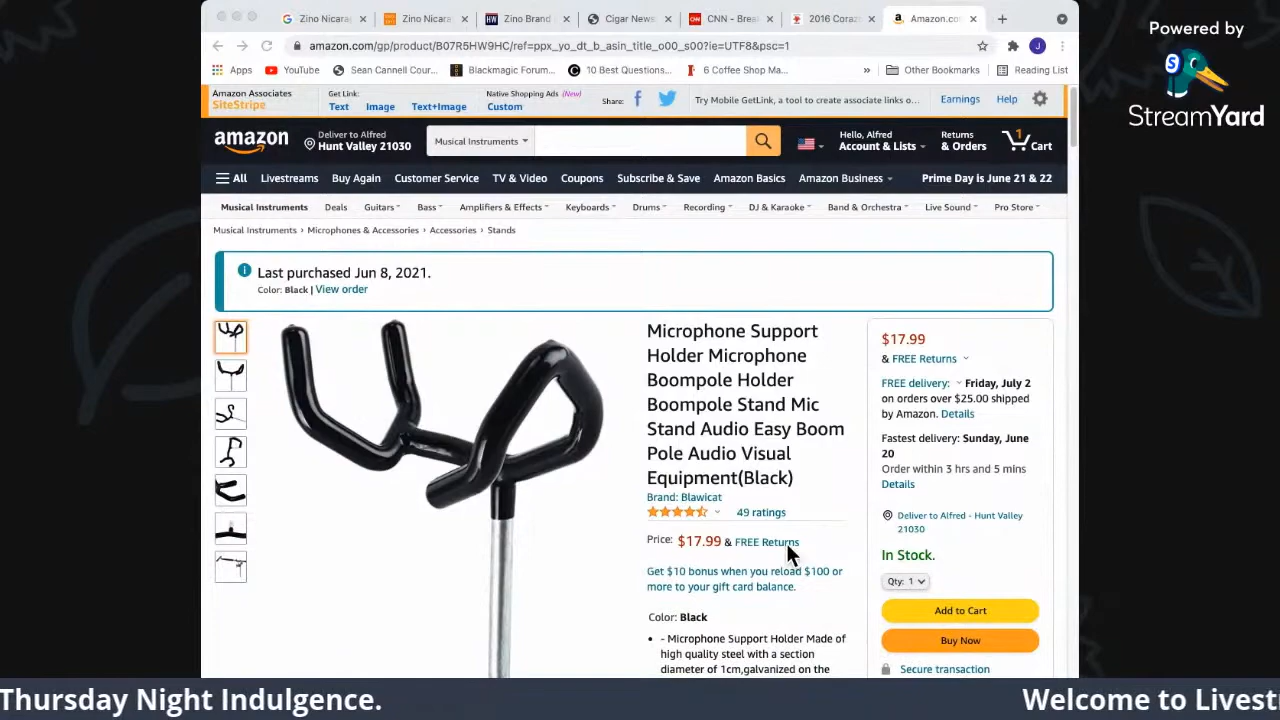 Zino Nicarag
Zino Nicara
Zino Brand
Cigar News
CNN - Brea
2016 Coraz
Amazon.co
amazon.com/gp/product/B07R5HW9HC/ref=ppx_yo_dt_b_asin_title_o00_s00?ie=UTF8&psc=1
J
Apps
YouTube
Sean Cannell Cour...
Blackmagic Forum...
10 Best Questions...
6 Coffee Shop Ma...
»
Other Bookmarks
Reading List
Amazon Associates
SiteStripe
Get Link:
Text
Image
Text+Image
Native Shopping Ads (New)
Custom
Share:
Try Mobile GetLink, a tool to create associate links o...
Earnings
Help
amazon
Deliver to Alfred
Hunt Valley 21030
Musical Instruments
Hello, Alfred
Account & Lists
Returns
& Orders
1
Cart
All
Livestreams
Buy Again
Customer Service
TV & Video
Coupons
Subscribe & Save
Amazon Basics
Amazon Business
Prime Day is June 21 & 22
Musical Instruments
Deals
Guitars
Bass
Amplifiers & Effects
Keyboards
Drums
Recording
DJ & Karaoke
Band & Orchestra
Live Sound
Pro Store
Musical Instruments › Microphones & Accessories › Accessories › Stands
Last purchased Jun 8, 2021.
Color: Black | View order
Microphone Support
Holder Microphone
Boompole Holder
Boompole Stand Mic
Stand Audio Easy Boom
Pole Audio Visual
Equipment(Black)
Brand: Blawicat
49 ratings
Price: $17.99 & FREE Returns
Get $10 bonus when you reload $100 or
more to your gift card balance.
Color: Black
- Microphone Support Holder Made of
high quality steel with a section
diameter of 1cm,galvanized on the
$17.99
& FREE Returns
FREE delivery: Friday, July 2
on orders over $25.00 shipped
by Amazon. Details
Fastest delivery: Sunday, June
20
Order within 3 hrs and 5 mins
Details
Deliver to Alfred - Hunt Valley
21030
In Stock.
Qty: 1
Add to Cart
Buy Now
Secure transaction
Powered by
S
StreamYard
Thursday Night Indulgence.
Welcome to Livest